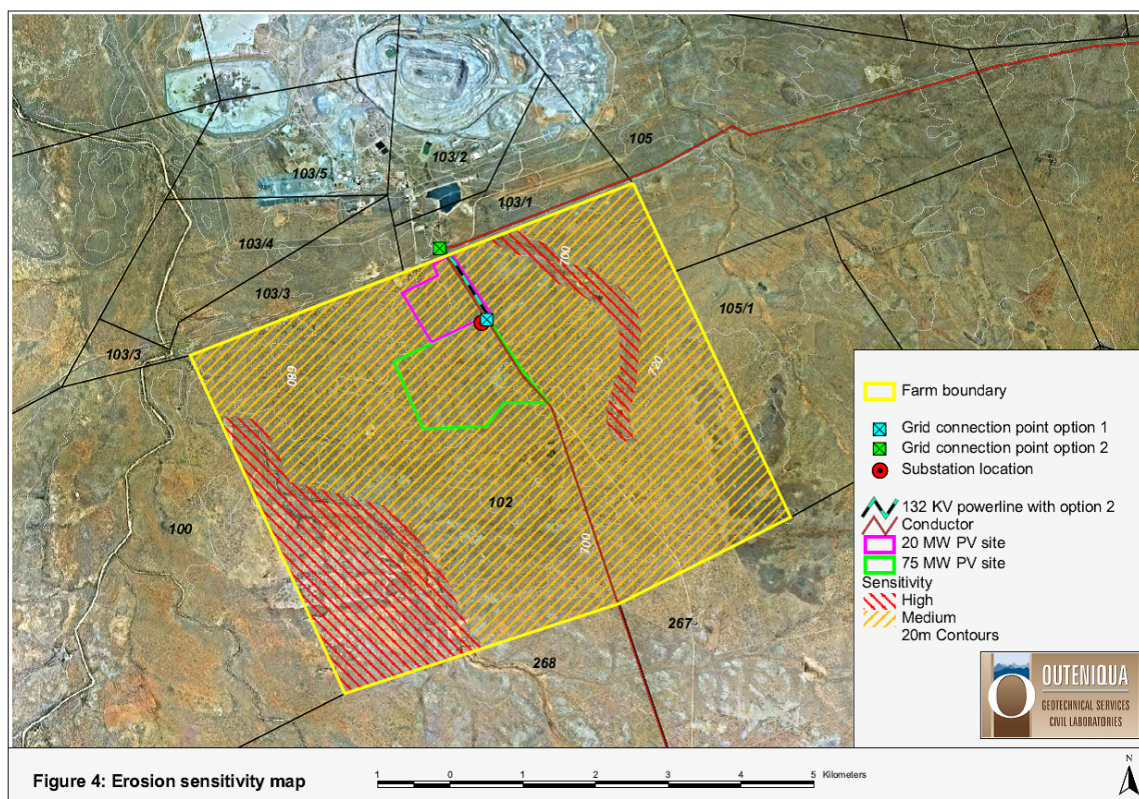 105
103/2
103/5
103/1
103/4
700
103/3
105/1
103/3
720
680
102
100
700
267
268
Farm boundary
Grid connection point option 1
Grid connection point option 2
Substation location
132 KV powerline with option 2
Conductor
20 MW PV site
75 MW PV site
Sensitivity
High
Medium
20m Contours
O
OUTENIQUA
GEOTECHNICAL SERVICES
CIVIL LABORATORIES
Figure 4: Erosion sensitivity map
1 0 1 2 3 4 5 Kilometers
N